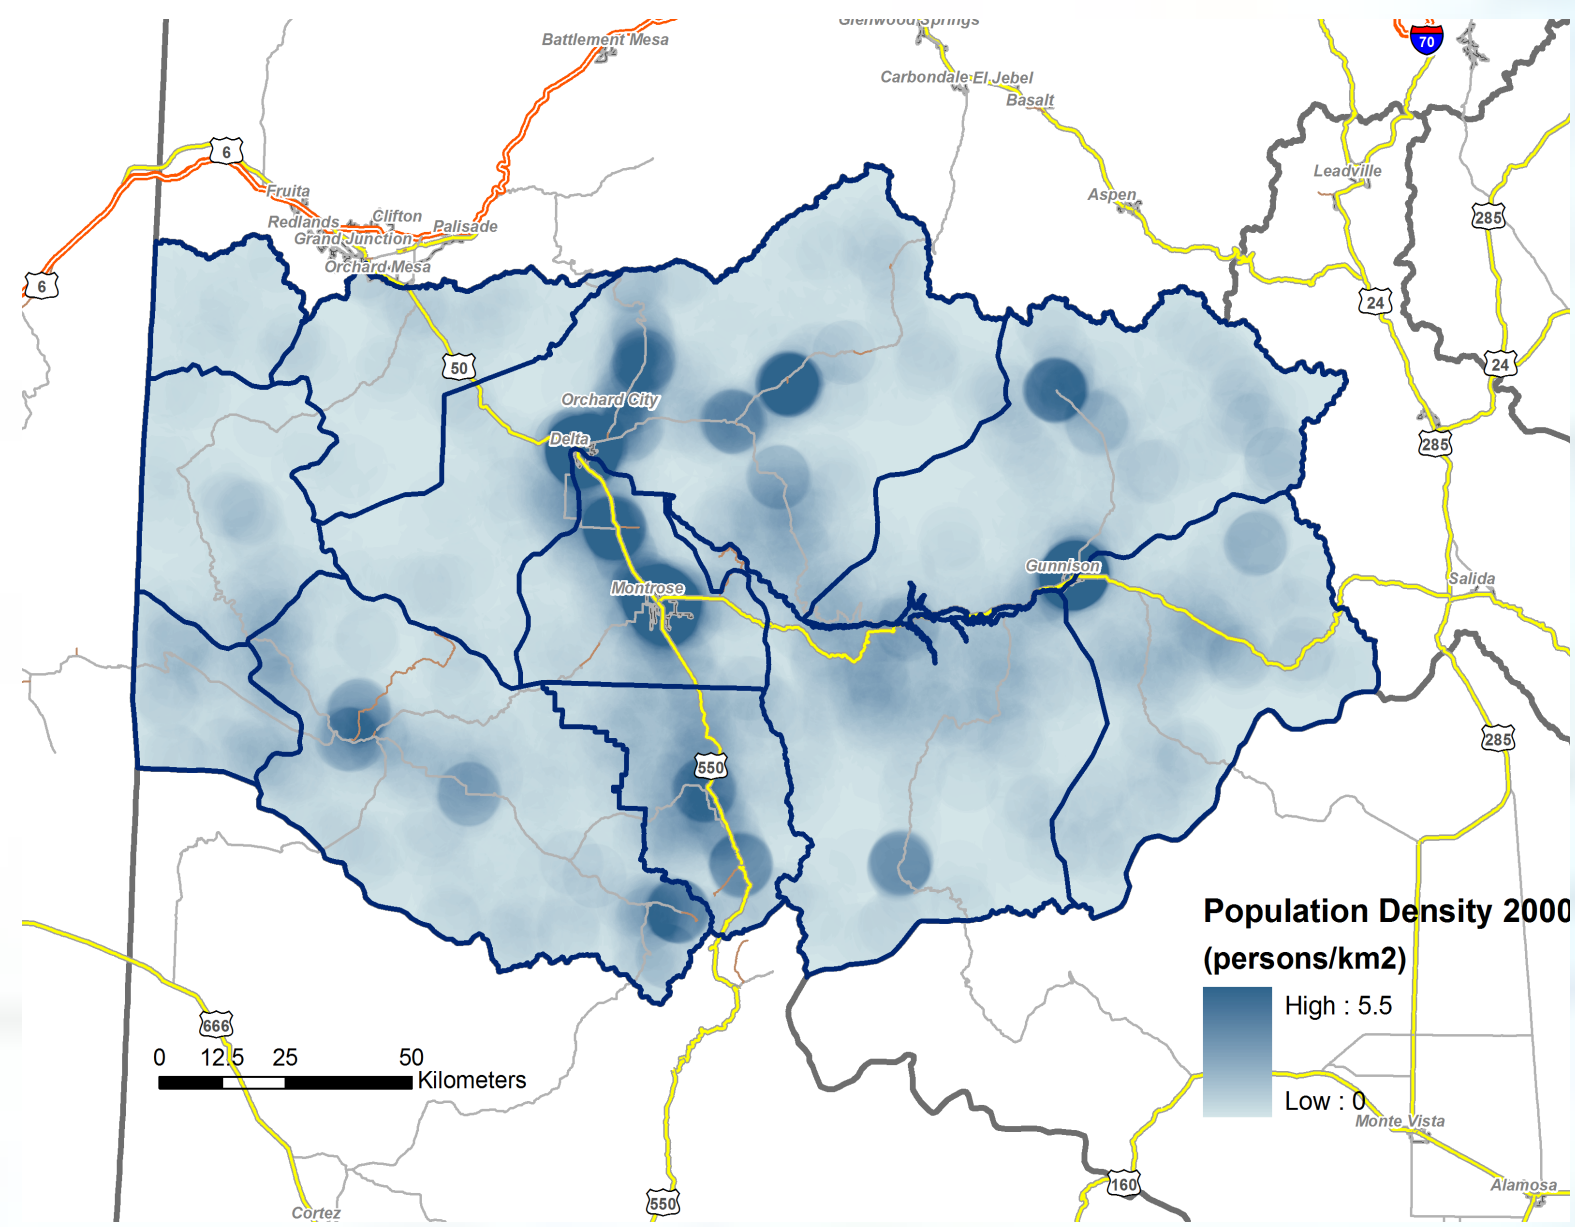 Glenwood Springs
Battlement Mesa
70
Carbondale El Jebel
Basalt
6
Leadville
Fruita
Aspen
Redlands
Clifton
Palisade
285
Grand Junction
Orchard Mesa
6
24
50
24
Orchard City
Delta
285
Gunnison
Salida
Montrose
285
550
Population Density 2000
(persons/km2)
High : 5.5
666
0 12.5 25 50
Kilometers
Low : 0
Monte Vista
160
Alamosa
550
Cortez